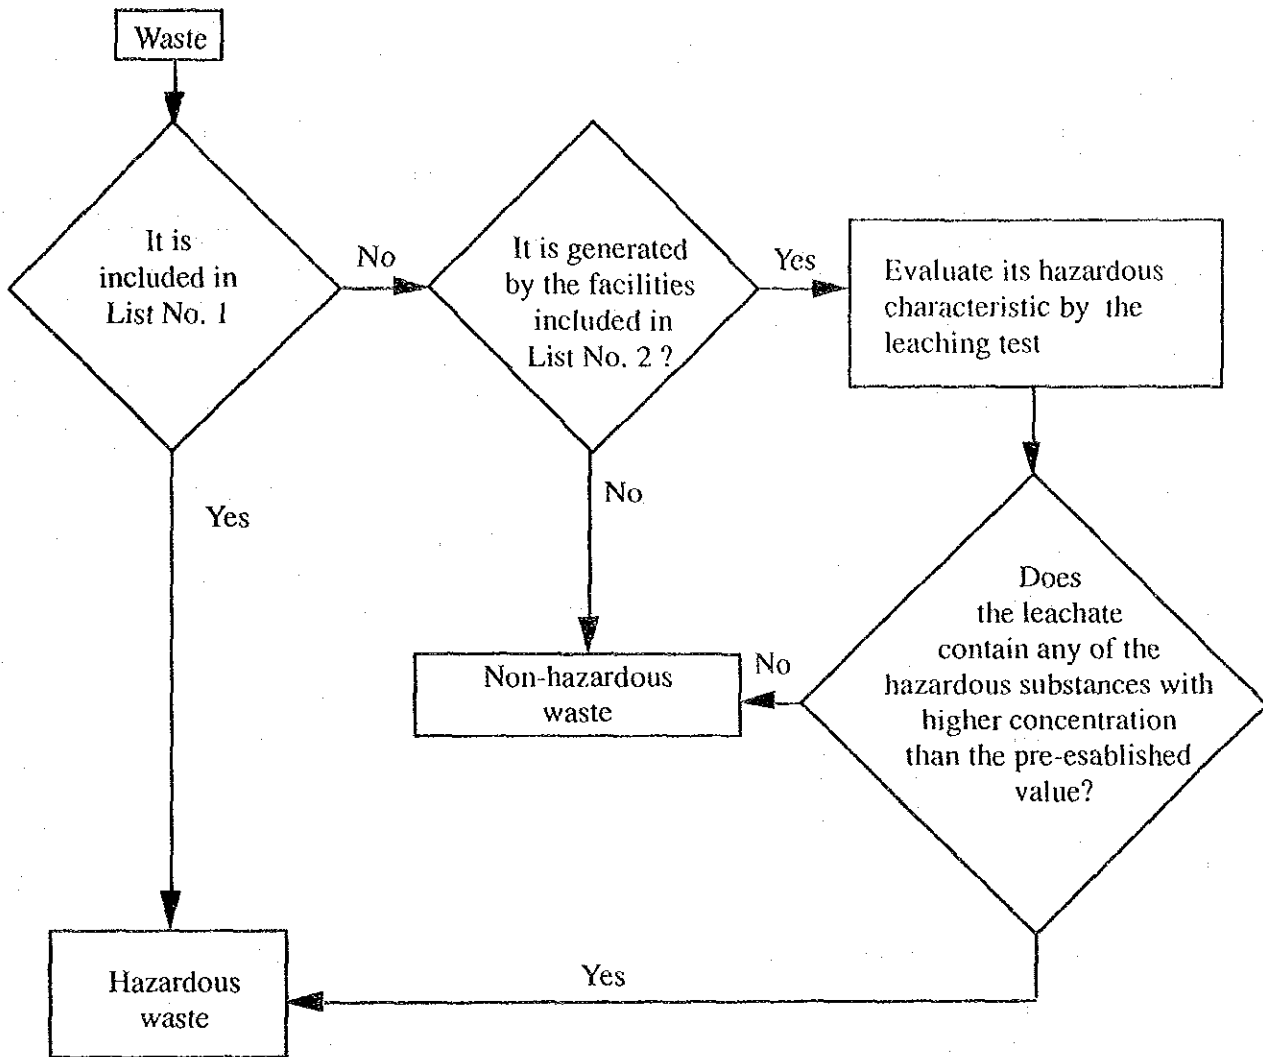 Waste
It is
included in
List No. 1
No
It is generated
by the facilities
included in
List No. 2 ?
Yes
Evaluate its hazardous
characteristic by the
leaching test
Yes
No
Does
the leachate
contain any of the
hazardous substances with
higher concentration
than the pre-esablished
value?
No
Non-hazardous
waste
Yes
Hazardous
waste